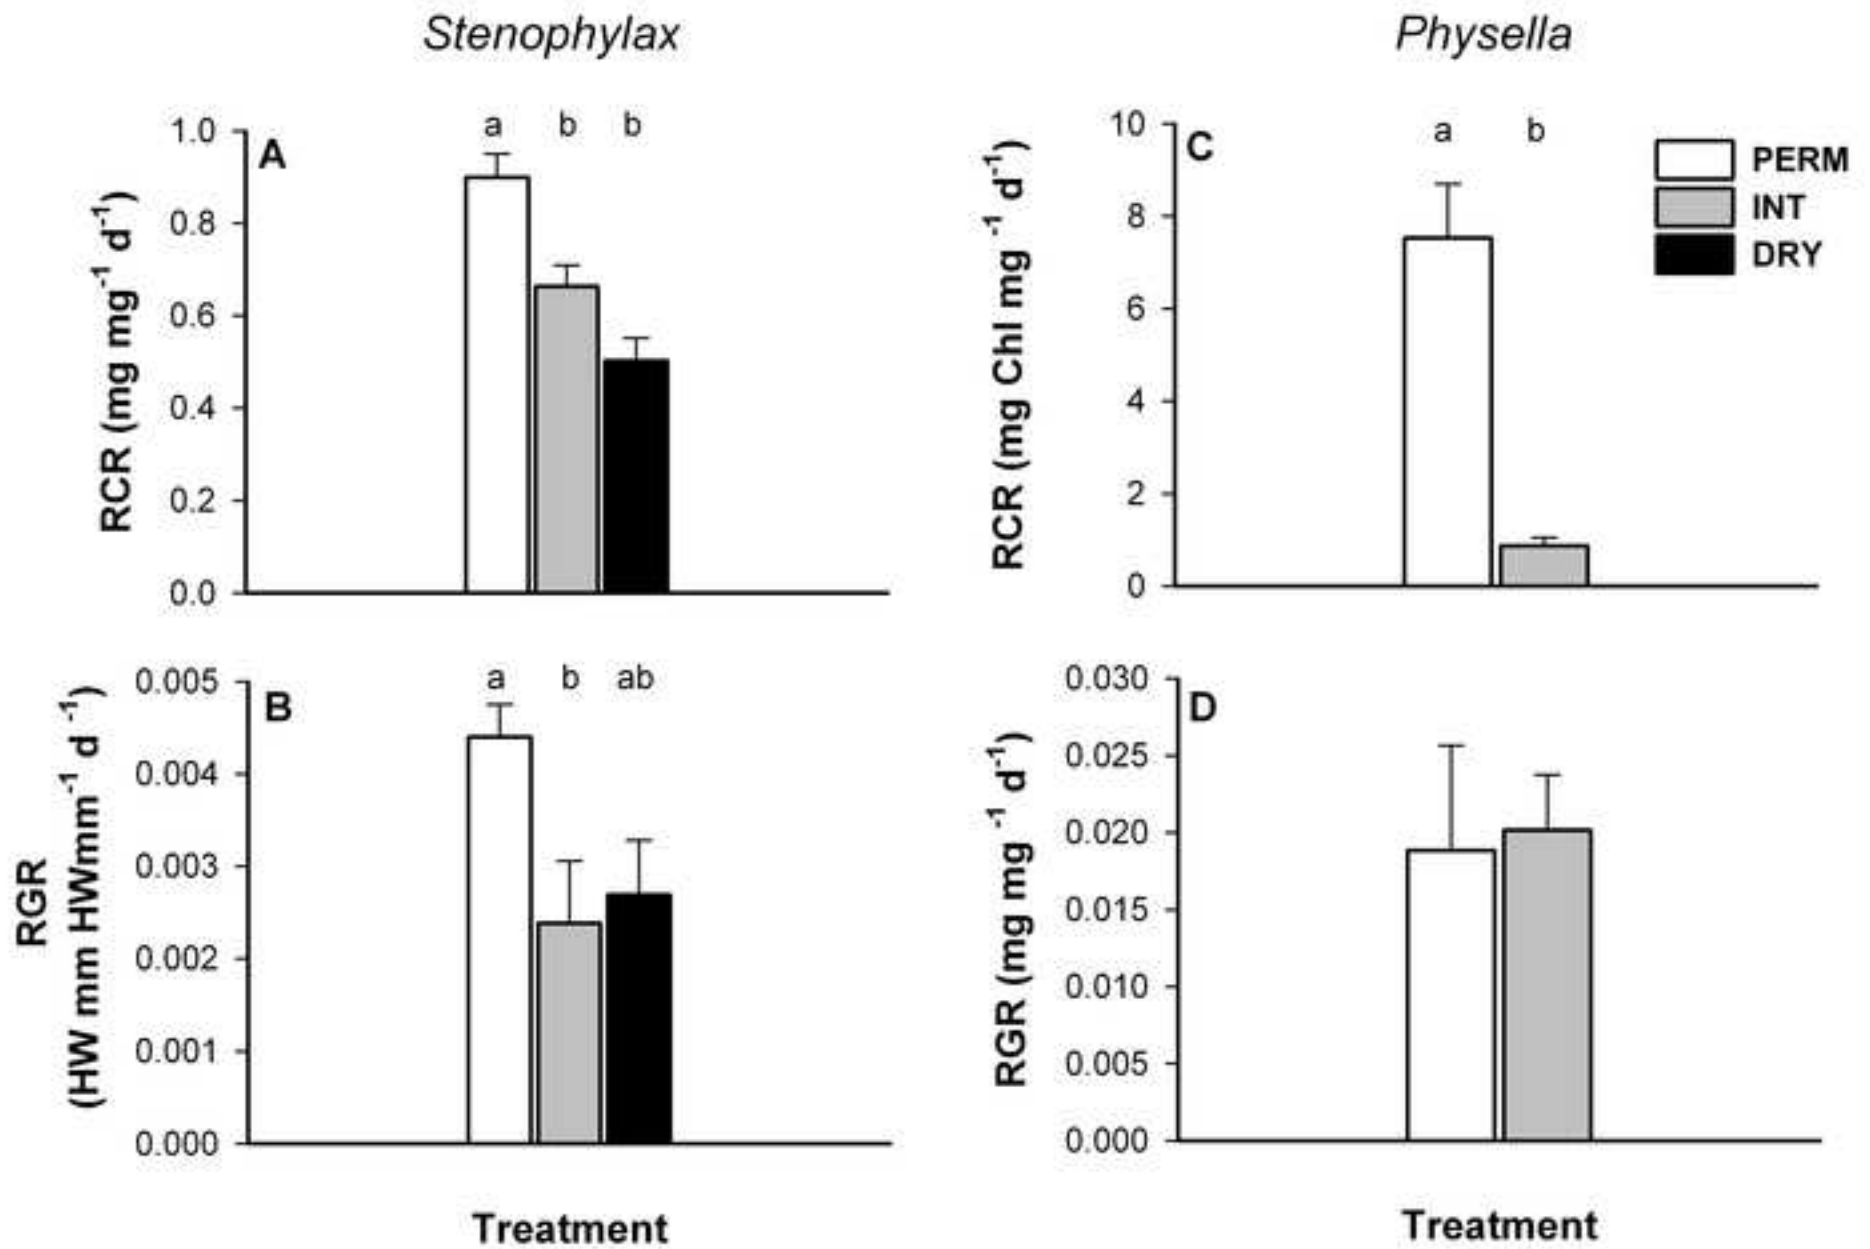 Stenophylax
Physella
A
a b b
1.0
0.8
0.6
0.4
0.2
0.0
RCR (mg mg-1 d-1)
C
a b
10
8
6
4
2
0
RCR (mg Chl mg -1 d-1)
PERM
INT
DRY
B
a b ab
0.005
0.004
0.003
0.002
0.001
0.000
RGR
(HW mm HWmm-1 d -1)
Treatment
D
0.030
0.025
0.020
0.015
0.010
0.005
0.000
RGR (mg mg -1 d-1)
Treatment